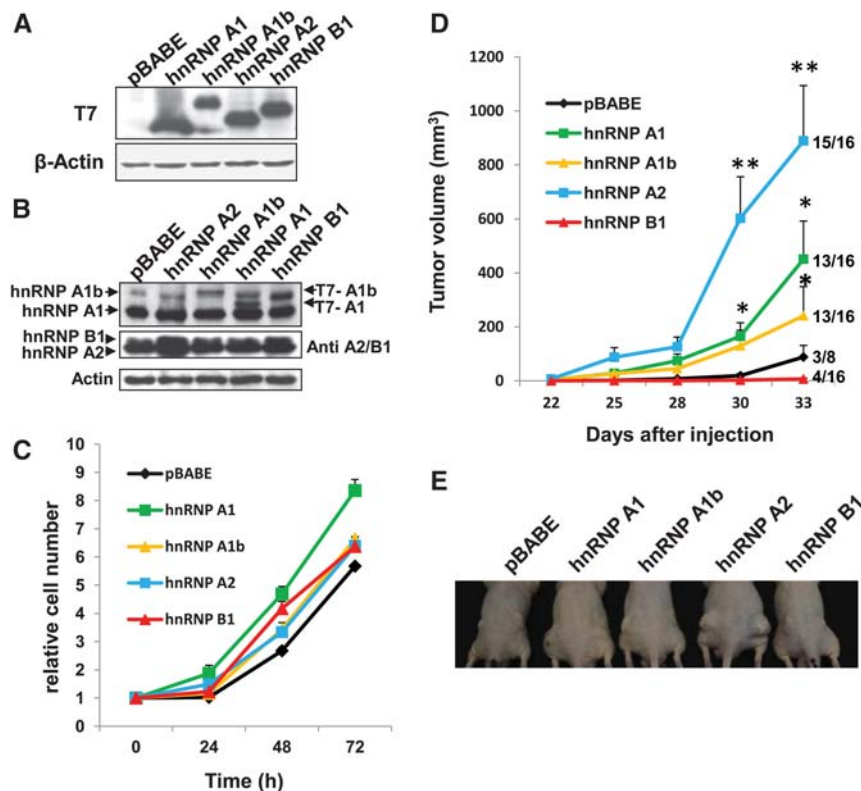 A
pBABE
hnRNP A1
hnRNP A1b
hnRNP A2
hnRNP B1
T7
β-Actin
B
pBABE
hnRNP A2
hnRNP A1b
hnRNP A1
hnRNP B1
hnRNP A1b
T7- A1b
hnRNP A1
T7- A1
hnRNP B1
hnRNP A2
Anti A2/B1
Actin
C
relative cell number
10
9
8
7
6
5
4
3
2
1
0
pBABE
hnRNP A1
hnRNP A1b
hnRNP A2
hnRNP B1
0 24 48 72
Time (h)
D
Tumor volume (mm³)
1200
1000
800
600
400
200
0
pBABE
hnRNP A1
hnRNP A1b
hnRNP A2
hnRNP B1
**
**
*
*
*
15/16
13/16
13/16
3/8
4/16
22 25 28 30 33
Days after injection
E
pBABE
hnRNP A1
hnRNP A1b
hnRNP A2
hnRNP B1